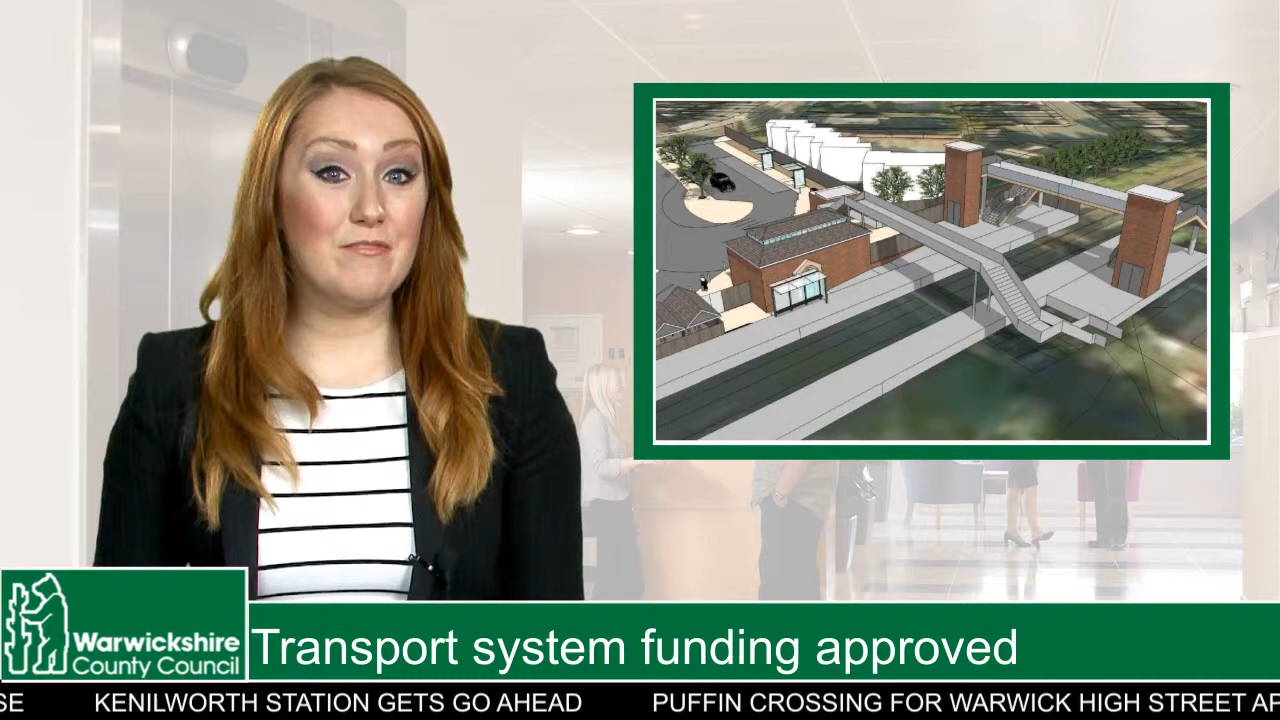 Warwickshire
County Council
Transport system funding approved
SE KENILWORTH STATION GETS GO AHEAD PUFFIN CROSSING FOR WARWICK HIGH STREET AP